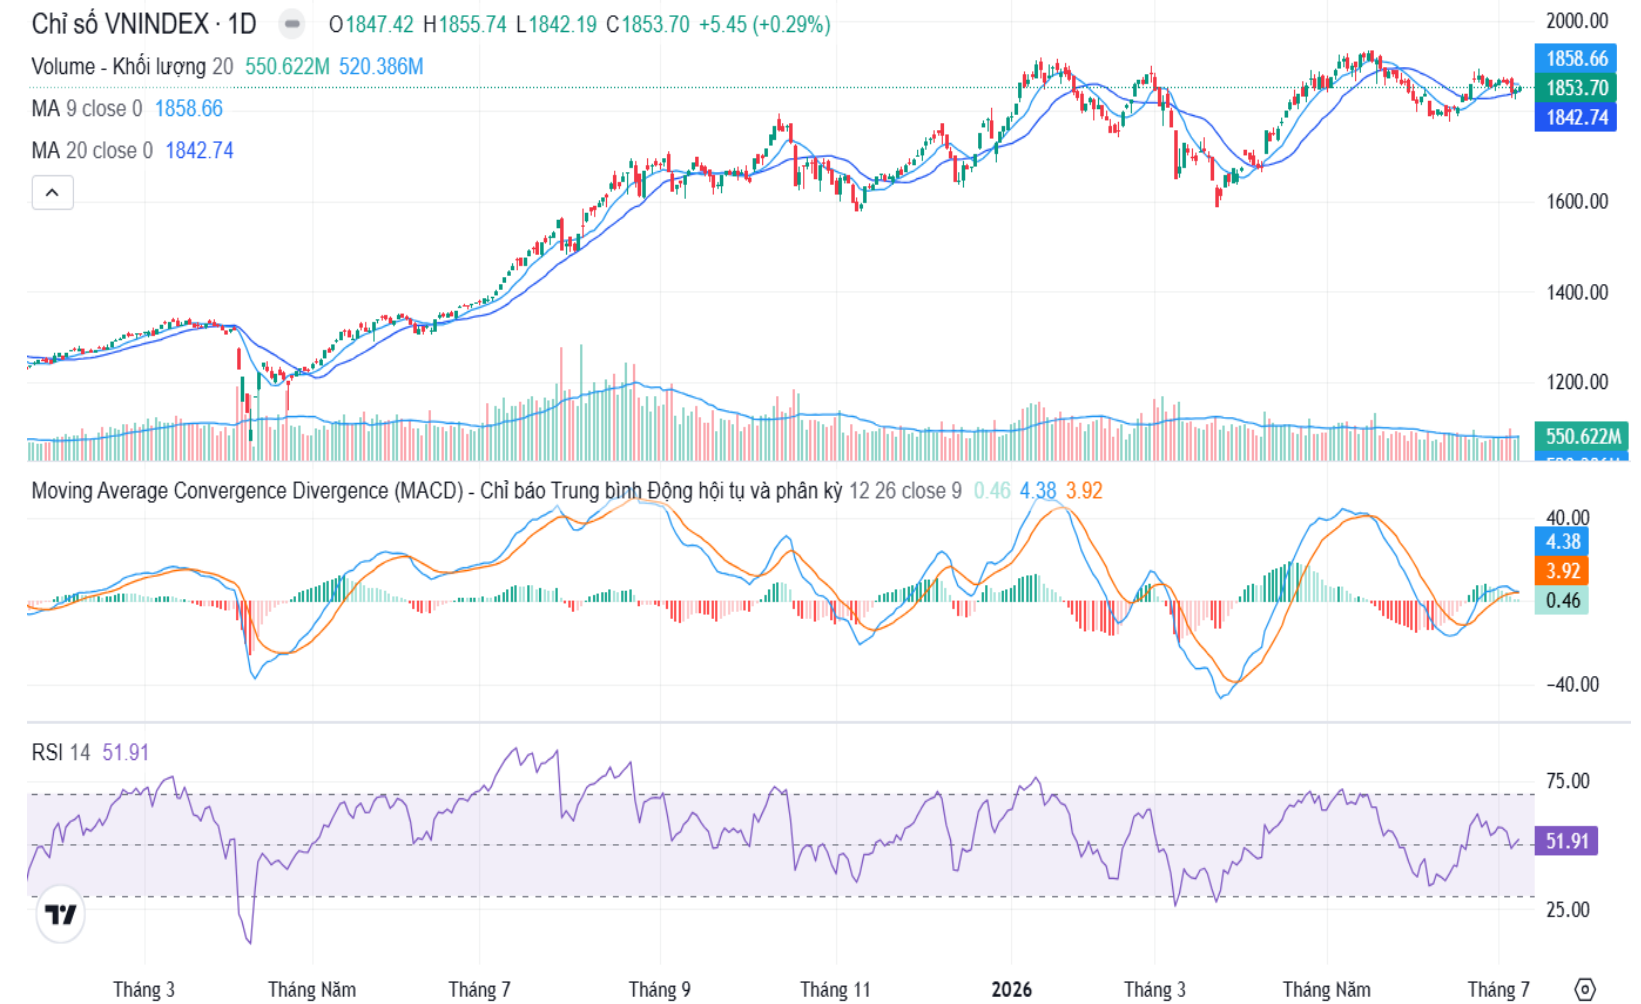 Chỉ số VNINDEX · 1D O1847.42 H1855.74 L1842.19 C1853.70 +5.45 (+0.29%)
Volume - Khối lượng 20 550.622M 520.386M
MA 9 close 0 1858.66
MA 20 close 0 1842.74
2000.00
1858.66
1853.70
1842.74
1600.00
1400.00
1200.00
550.622M
Moving Average Convergence Divergence (MACD) - Chỉ báo Trung bình Động hội tụ và phân kỳ 12 26 close 9 0.46 4.38 3.92
40.00
4.38
3.92
0.46
−40.00
RSI 14 51.91
75.00
51.91
25.00
Tháng 3 Tháng Năm Tháng 7 Tháng 9 Tháng 11 2026 Tháng 3 Tháng Năm Tháng 7